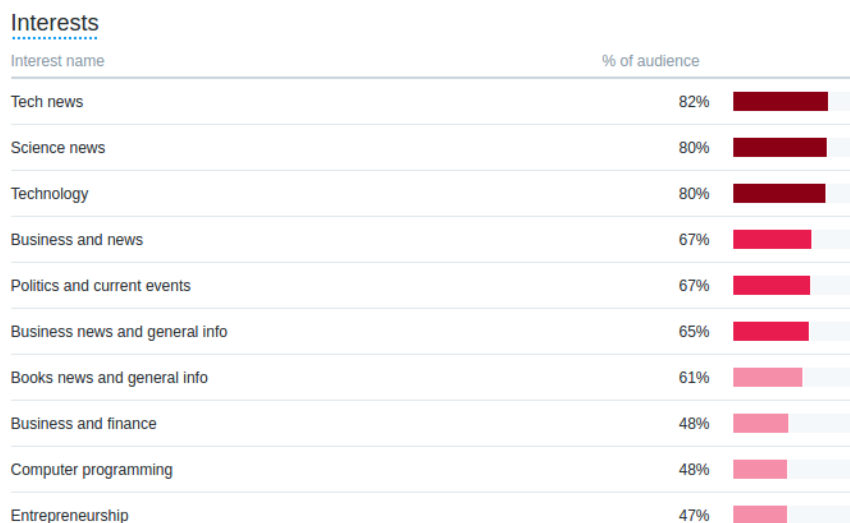 Interests
Interest name % of audience
Tech news 82%
Science news 80%
Technology 80%
Business and news 67%
Politics and current events 67%
Business news and general info 65%
Books news and general info 61%
Business and finance 48%
Computer programming 48%
Entrepreneurship 47%